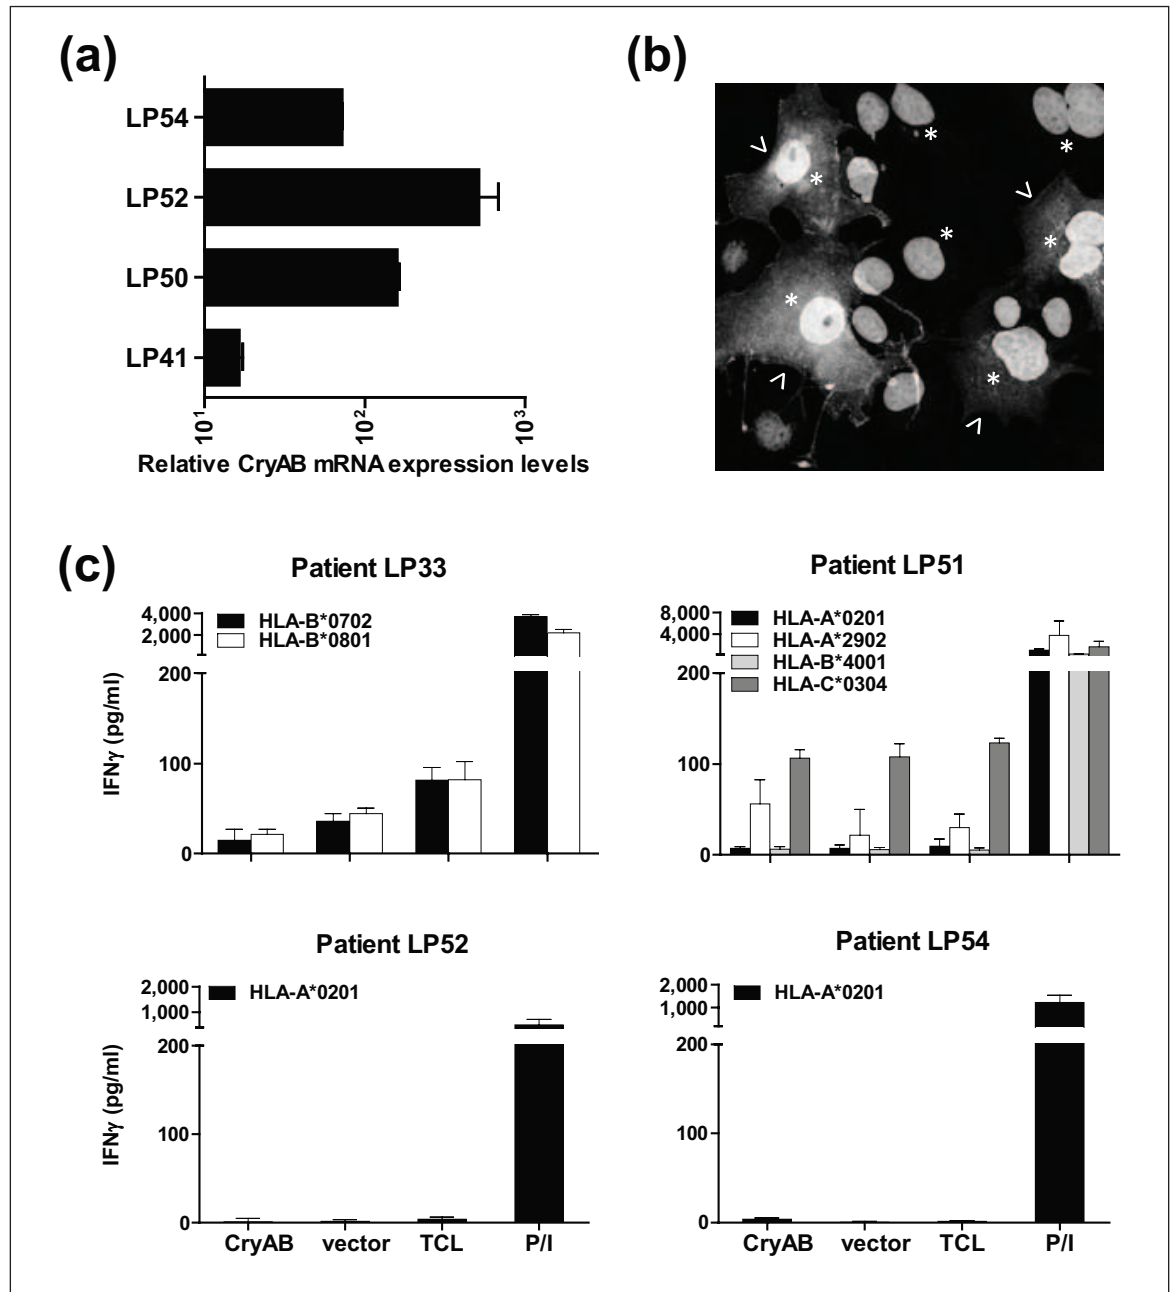 (a)
LP54
LP52
LP50
LP41
10¹ 10² 10³
Relative CryAB mRNA expression levels
(b)
> * * * > * > * * > * >
(c)
Patient LP33
4,000
2,000
200
100
0
IFNγ (pg/ml)
HLA-B*0702
HLA-B*0801
Patient LP51
8,000
4,000
200
100
0
HLA-A*0201
HLA-A*2902
HLA-B*4001
HLA-C*0304
Patient LP52
2,000
1,000
200
100
0
IFNγ (pg/ml)
HLA-A*0201
CryAB vector TCL P/I
Patient LP54
2,000
1,000
200
100
0
HLA-A*0201
CryAB vector TCL P/I